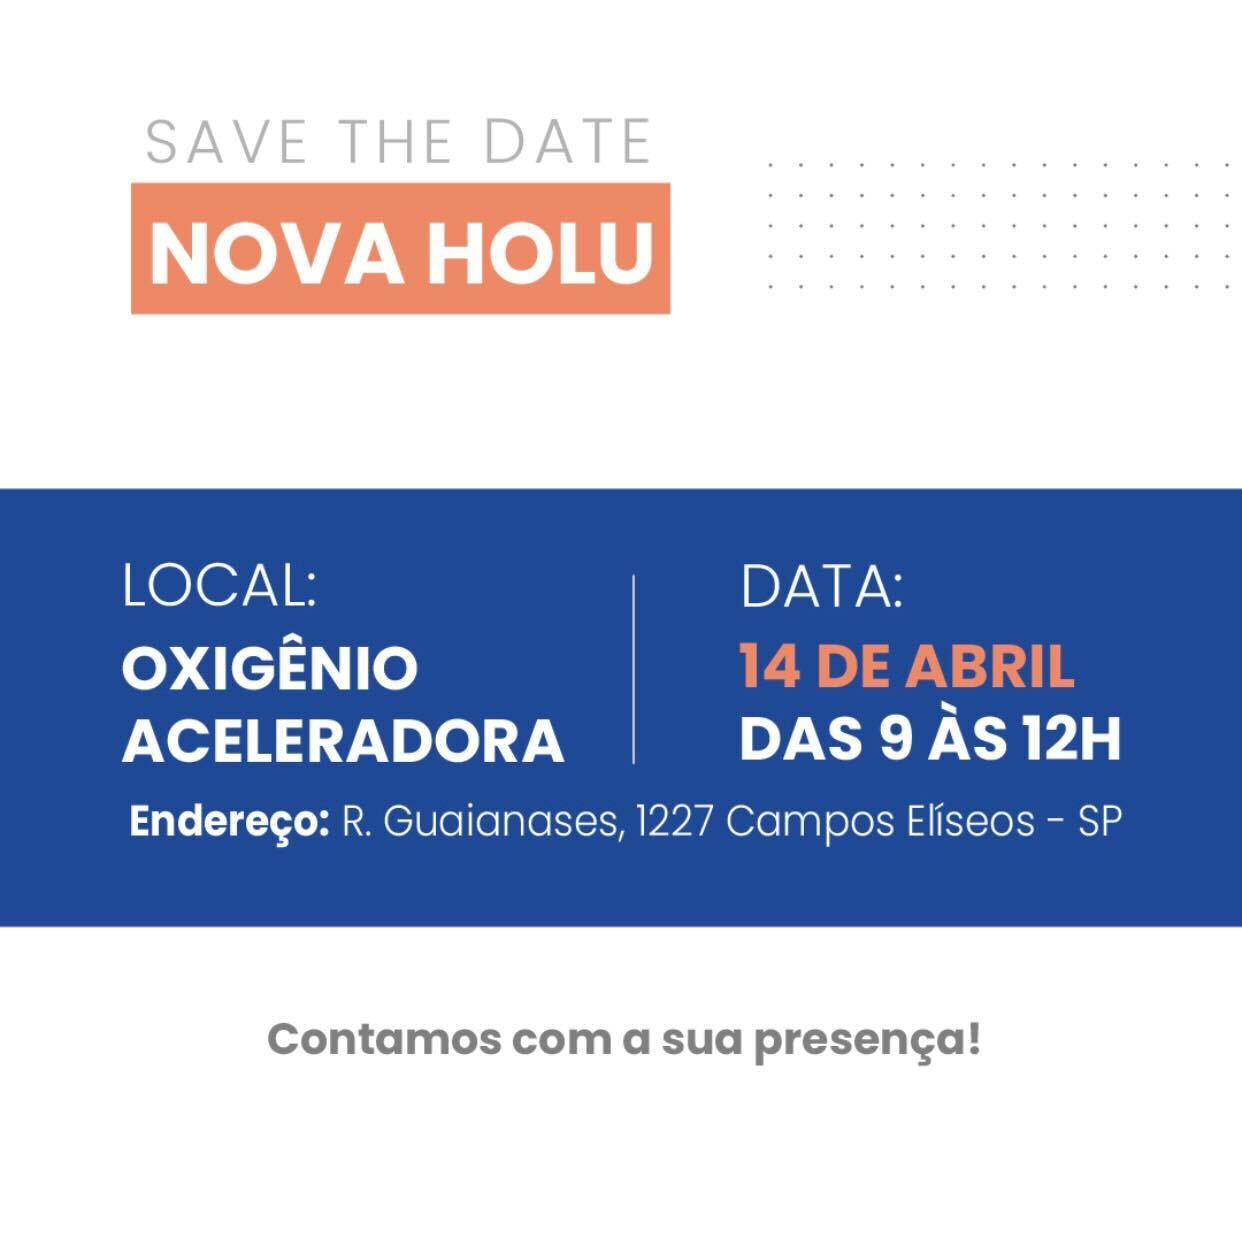 SAVE THE DATE
NOVA HOLU
LOCAL:
OXIGÊNIO
ACELERADORA
DATA:
14 DE ABRIL
DAS 9 ÀS 12H
Endereço: R. Guaianases, 1227 Campos Elíseos - SP
Contamos com a sua presença!